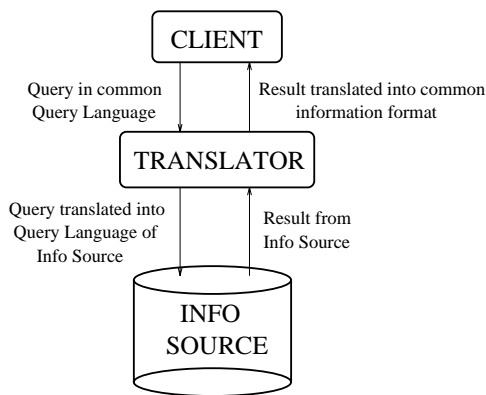 CLIENT
Query in common
Query Language
Result translated into common
information format
TRANSLATOR
Query translated into
Query Language of
Info Source
Result from
Info Source
INFO
SOURCE